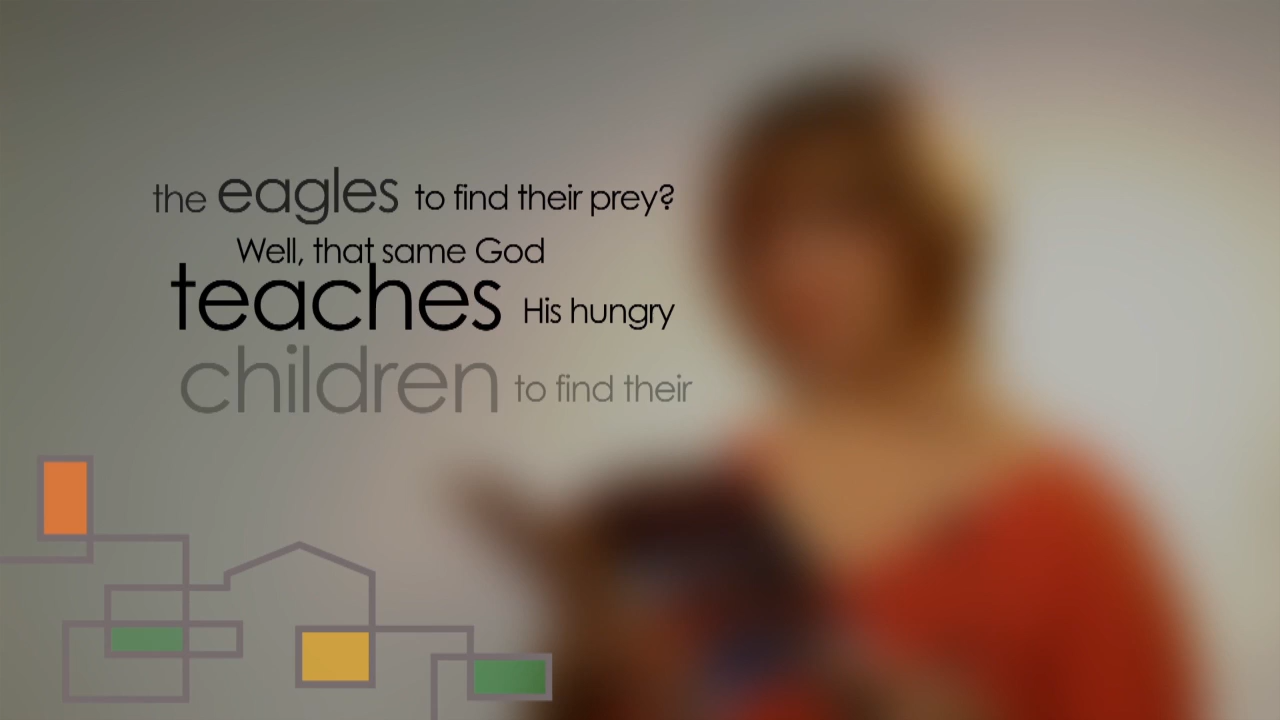 the eagles to find their prey?
Well, that same God
teaches His hungry
children to find their